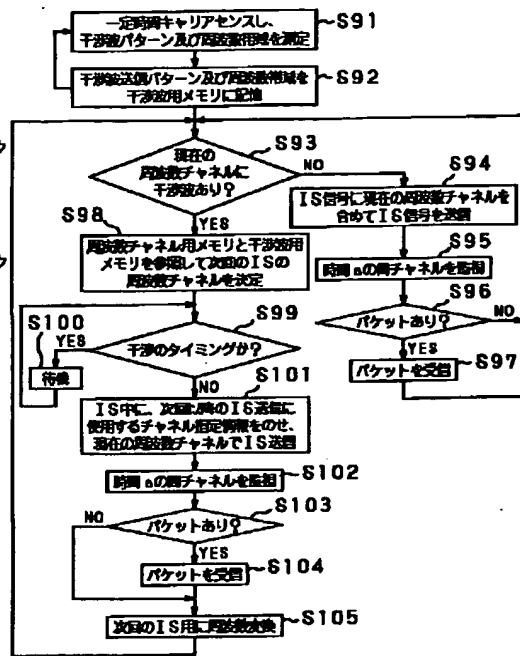 S91
一定時間キャリアセンスし、
干渉波パターン及び周波数帯域を測定
S92
干渉波送信パターン及び周波数帯域を
干渉波用メモリに記憶
S93
現在の
周波数チャネルに
干渉波あり?
NO
YES
S94
IS信号に現在の周波数チャネルを
含めてIS信号を送信
S95
時間nの間チャネルを監視
S96
パケットあり?
NO
YES
S97
パケットを受信
S98
周波数チャネル用メモリと干渉波用
メモリを参照して次回のISの
周波数チャネルを決定
S99
干渉のタイミングか?
S100
YES
待機
NO
S101
IS中に、次回以降のIS送信に
使用するチャネル指定情報をのせ、
現在の周波数チャネルでIS送信
S102
時間nの間チャネルを監視
S103
NO
パケットあり?
YES
S104
パケットを受信
S105
次回のIS用に周波数変換